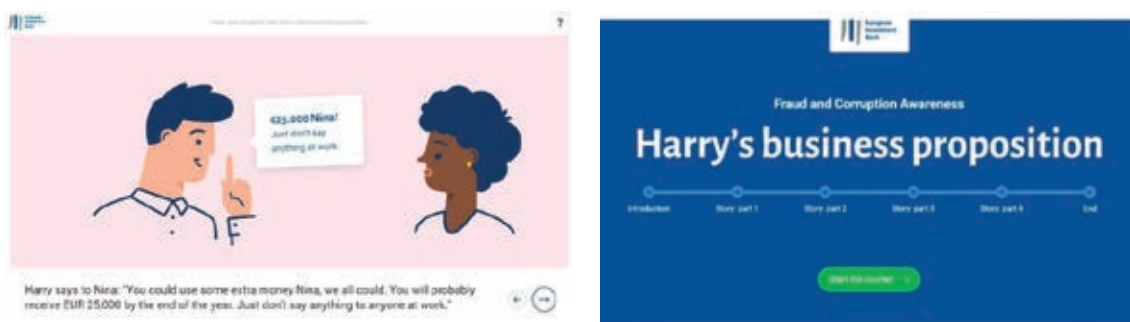 ?
€25,000 Nina!
Just don't say
anything at work.
Harry says to Nina: "You could use some extra money Nina, we all could. You will probably
receive EUR 25,000 by the end of the year. Just don't say anything to anyone at work."
European
Investment
Bank
Fraud and Corruption Awareness
Harry's business proposition
Introduction Story: part 1 Story: part 2 Story: part 3 Story: part 4 End
Start the course!